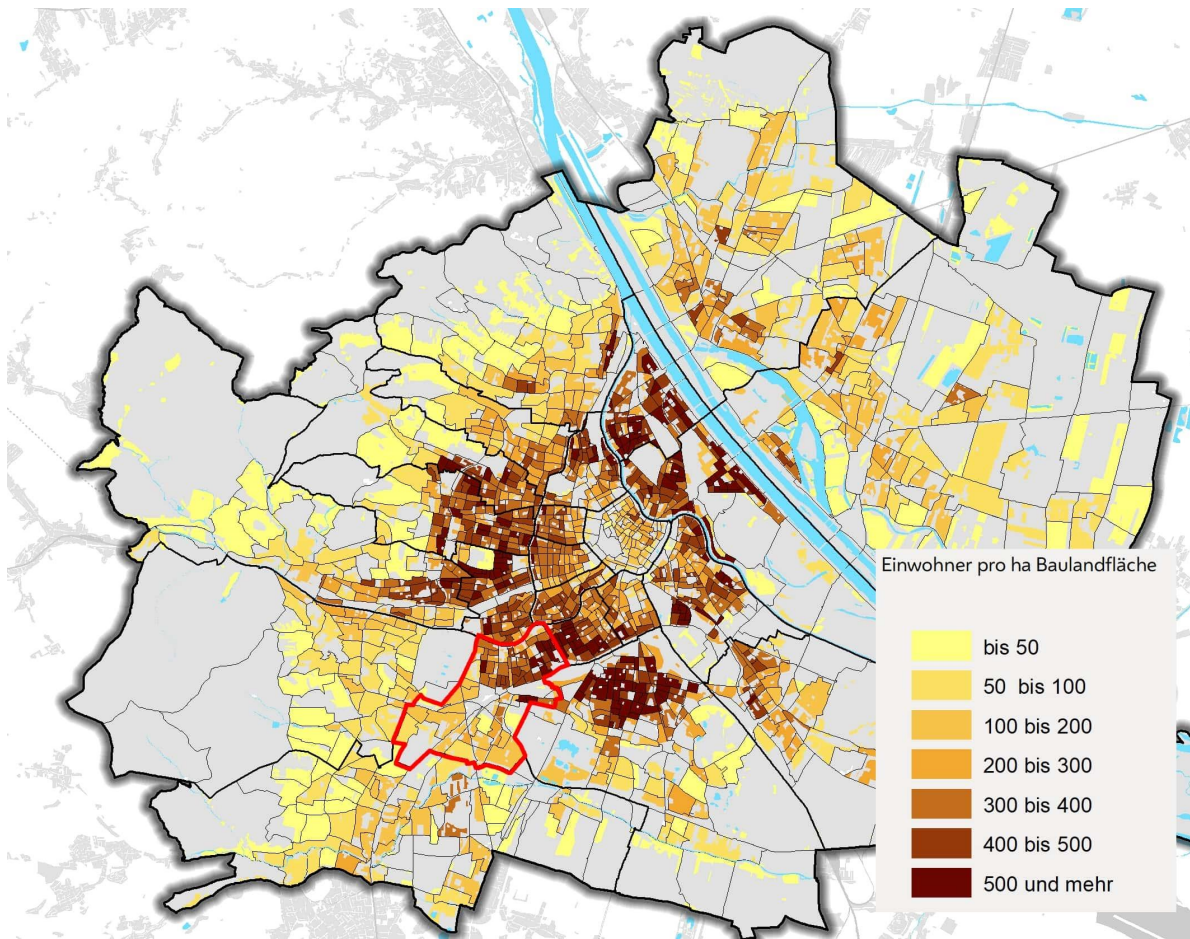 Einwohner pro ha Baulandfläche
bis 50
50 bis 100
100 bis 200
200 bis 300
300 bis 400
400 bis 500
500 und mehr